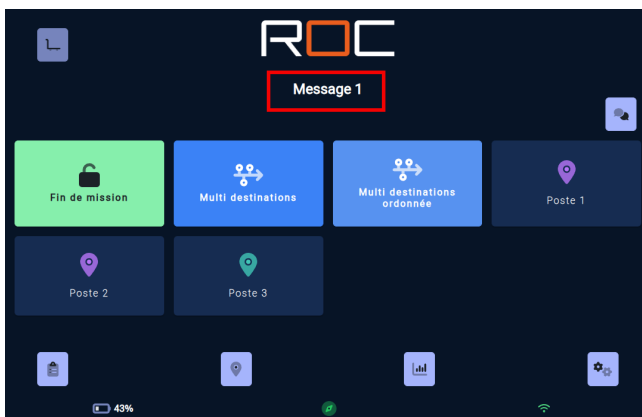 ROC
Message 1
Fin de mission
Multi destinations
Multi destinations
ordonnée
Poste 1
Poste 2
Poste 3
43%